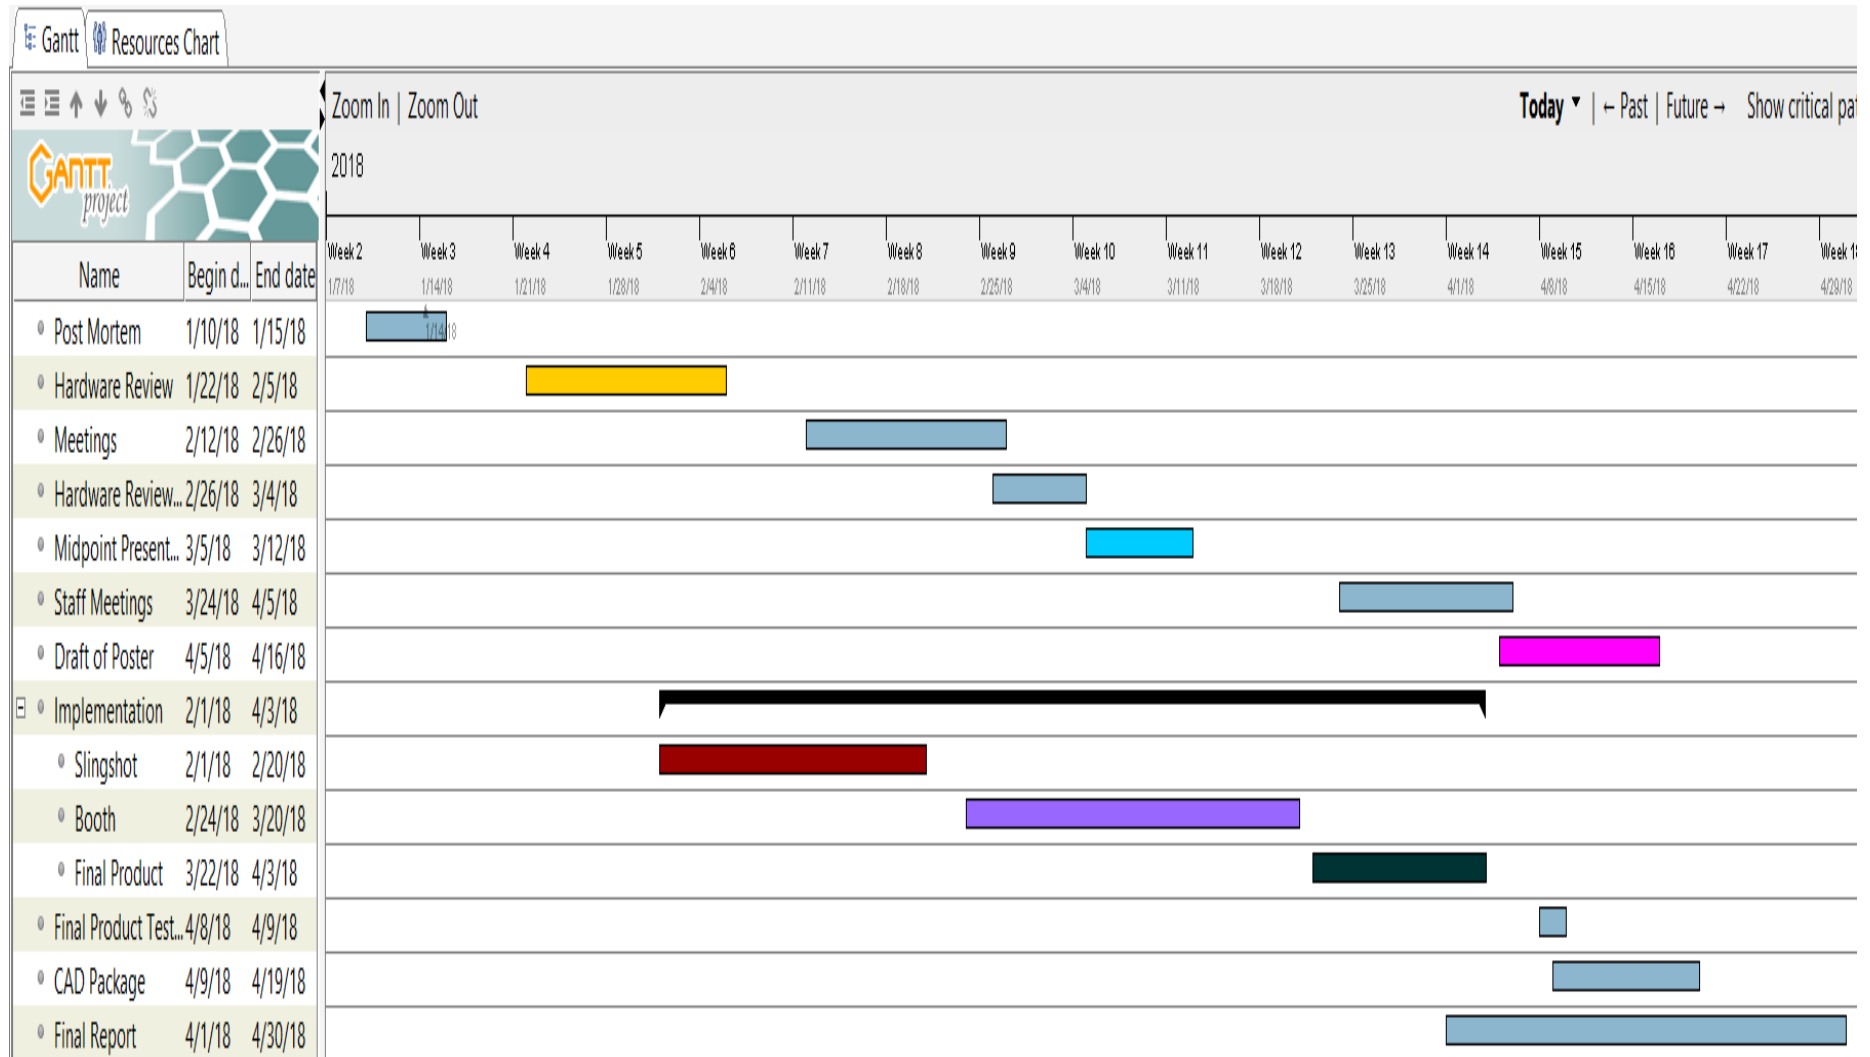 Gantt Resources Chart
Zoom In | Zoom Out Today ▼ | ← Past | Future → Show critical pat
GANTT project
2018
Week 2 Week 3 Week 4 Week 5 Week 6 Week 7 Week 8 Week 9 Week 10 Week 11 Week 12 Week 13 Week 14 Week 15 Week 16 Week 17 Week 18
Name Begin d... End date
1/7/18 1/14/18 1/21/18 1/28/18 2/4/18 2/11/18 2/18/18 2/25/18 3/4/18 3/11/18 3/18/18 3/25/18 4/1/18 4/8/18 4/15/18 4/22/18 4/29/18
Post Mortem 1/10/18 1/15/18 1/14/18
Hardware Review 1/22/18 2/5/18
Meetings 2/12/18 2/26/18
Hardware Review... 2/26/18 3/4/18
Midpoint Present... 3/5/18 3/12/18
Staff Meetings 3/24/18 4/5/18
Draft of Poster 4/5/18 4/16/18
Implementation 2/1/18 4/3/18
Slingshot 2/1/18 2/20/18
Booth 2/24/18 3/20/18
Final Product 3/22/18 4/3/18
Final Product Test... 4/8/18 4/9/18
CAD Package 4/9/18 4/19/18
Final Report 4/1/18 4/30/18